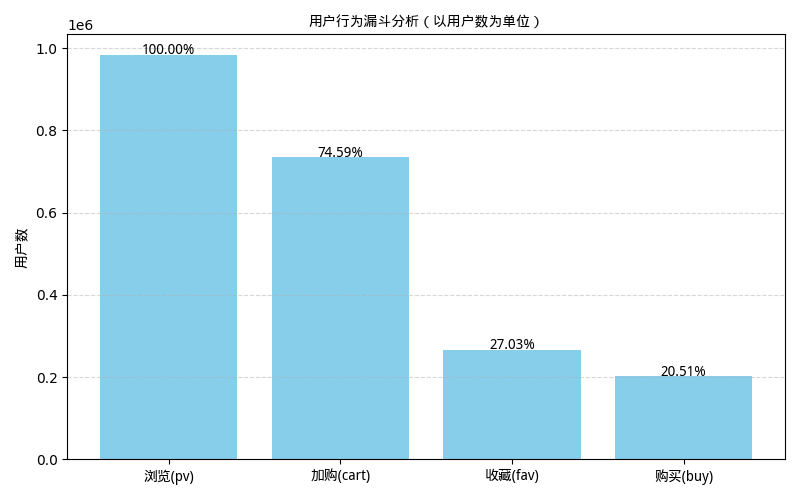 用户行为漏斗分析（以用户数为单位）
1e6
1.0
0.8
0.6
0.4
0.2
0.0
用户数
100.00%
74.59%
27.03%
20.51%
浏览(pv)
加购(cart)
收藏(fav)
购买(buy)